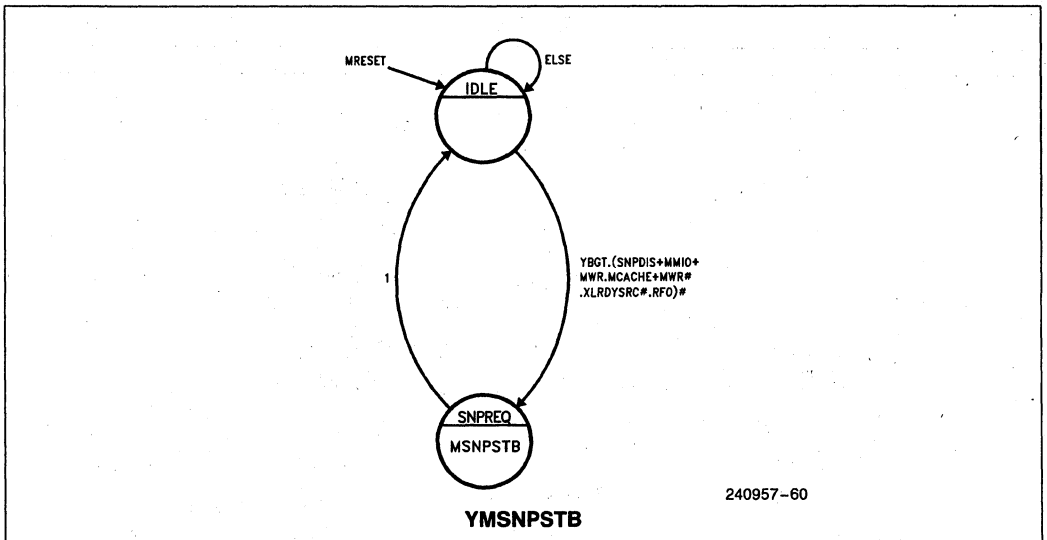 MRESET
ELSE
IDLE
YBGT.(SNPDIS+MMIO+
MWR.MCACHE+MWR#
.XLRDYSRC#.RFO)#
1
SNPREQ
MSNPSTB
240957-60
YMSNPSTB